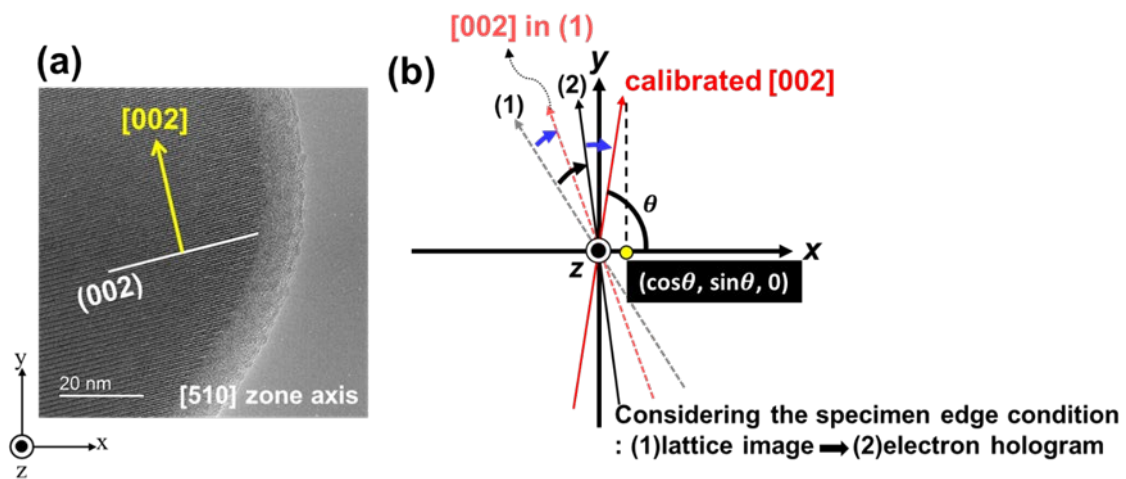 (a)
[002]
(002)
20 nm
[510] zone axis
y
x
z
(b)
[002] in (1)
(1)
(2)
y
calibrated [002]
θ
x
z
(cosθ, sinθ, 0)
Considering the specimen edge condition
: (1)lattice image ➡ (2)electron hologram